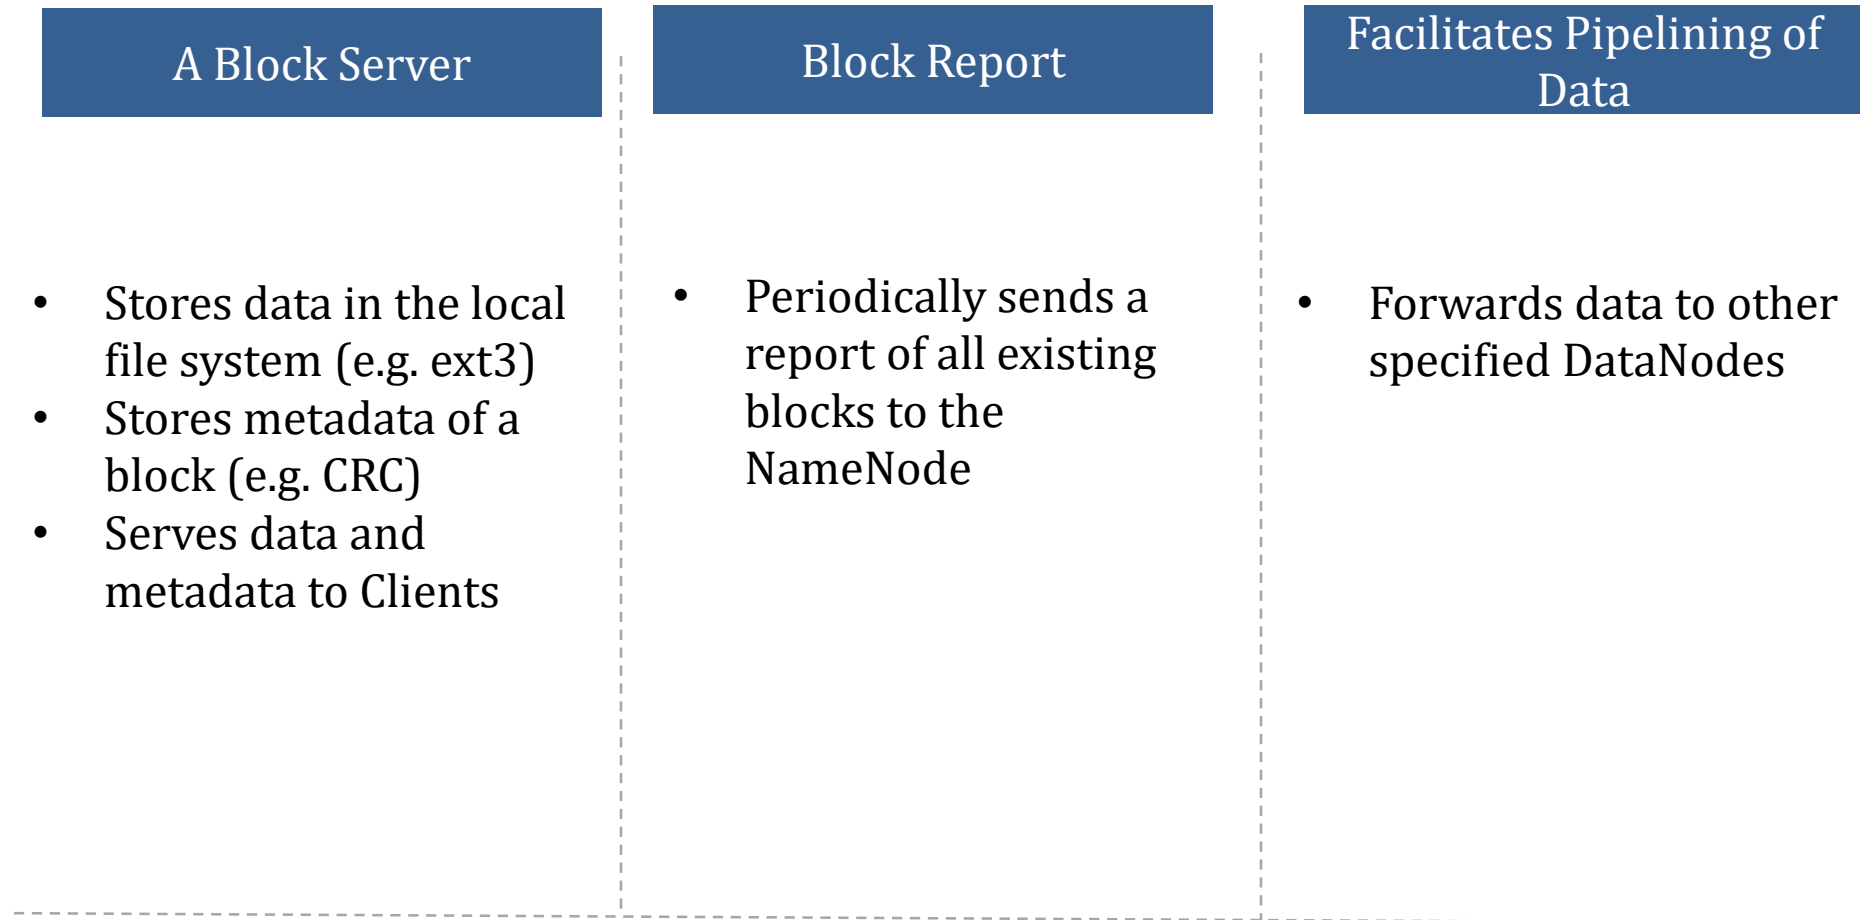 A Block Server
• Stores data in the local
file system (e.g. ext3)
• Stores metadata of a
block (e.g. CRC)
• Serves data and
metadata to Clients
Block Report
• Periodically sends a
report of all existing
blocks to the
NameNode
Facilitates Pipelining of
Data
• Forwards data to other
specified DataNodes